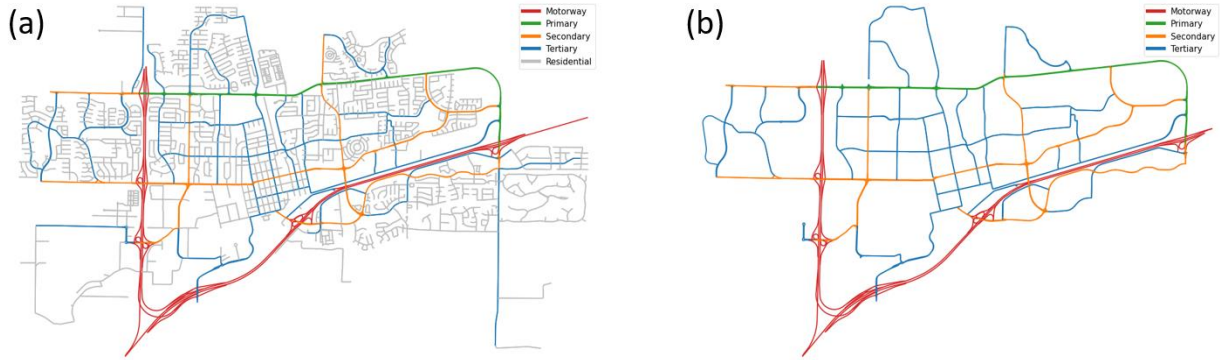 (a)
Motorway
Primary
Secondary
Tertiary
Residential
(b)
Motorway
Primary
Secondary
Tertiary